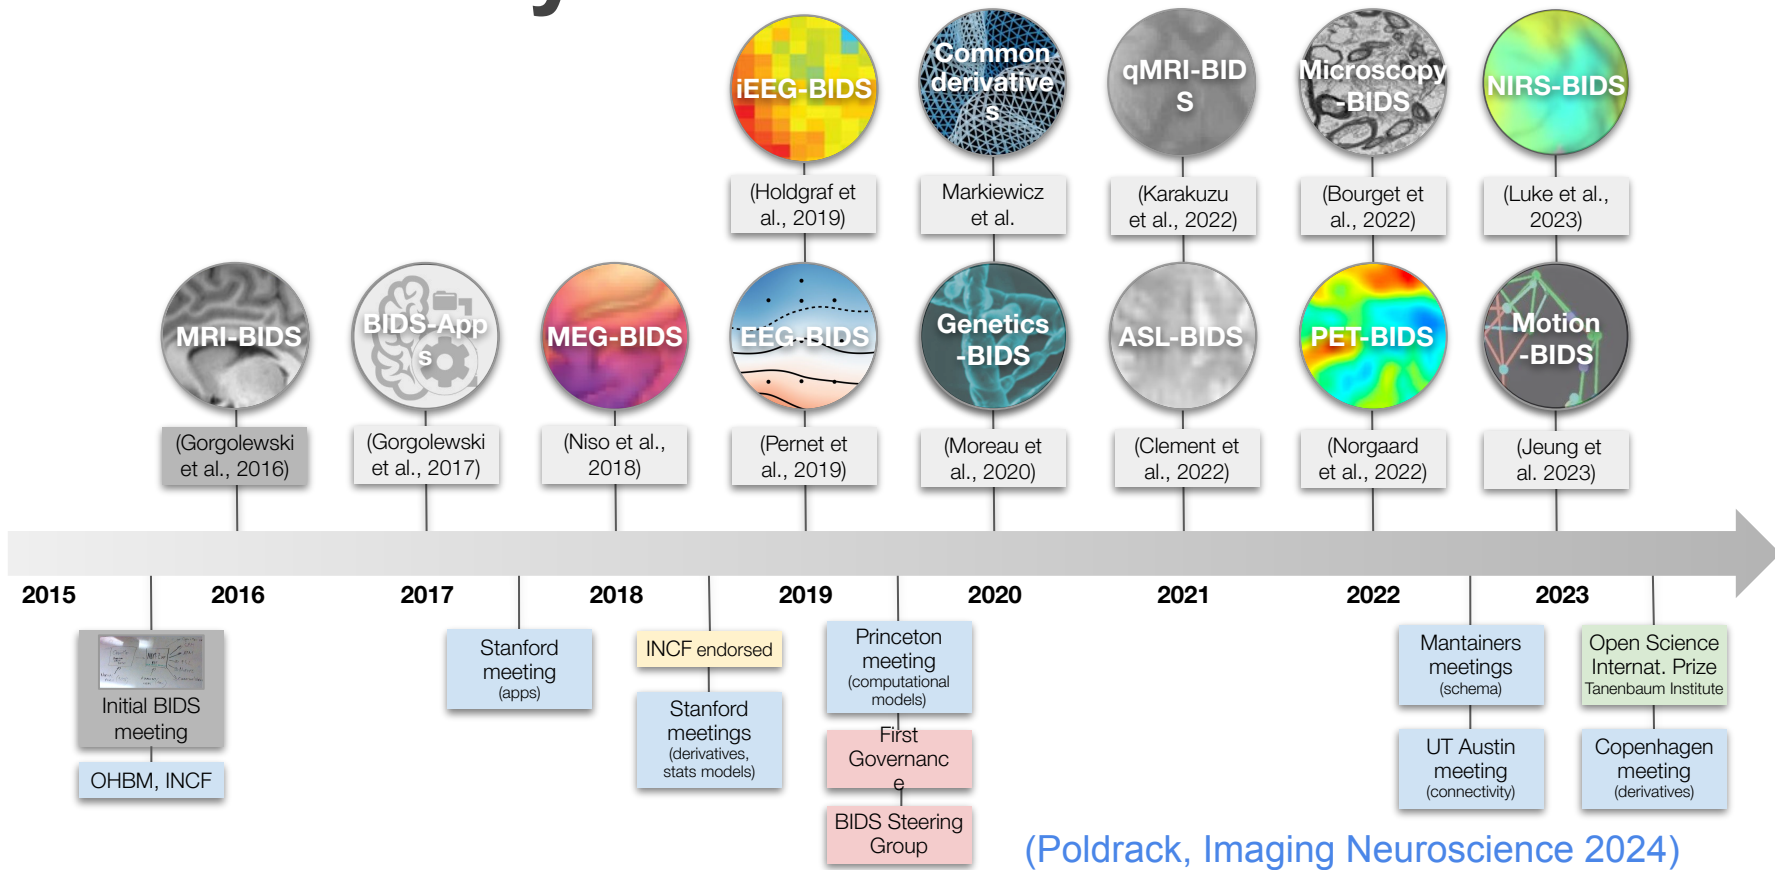 y
iEEG-BIDS
Common
derivative
s
qMRI-BID
S
Microscopy
-BIDS
NIRS-BIDS
(Holdgraf et
al., 2019)
Markiewicz
et al.
(Karakuzu
et al., 2022)
(Bourget et
al., 2022)
(Luke et al.,
2023)
MRI-BIDS
BIDS-App
s
MEG-BIDS
EEG-BIDS
Genetics
-BIDS
ASL-BIDS
PET-BIDS
Motion
-BIDS
(Gorgolewski
et al., 2016)
(Gorgolewski
et al., 2017)
(Niso et al.,
2018)
(Pernet et
al., 2019)
(Moreau et
al., 2020)
(Clement et
al., 2022)
(Norgaard
et al., 2022)
(Jeung et
al. 2023)
2015
2016
2017
2018
2019
2020
2021
2022
2023
Initial BIDS
meeting
OHBM, INCF
Stanford
meeting
(apps)
INCF endorsed
Stanford
meetings
(derivatives,
stats models)
Princeton
meeting
(computational
models)
First
Governanc
e
BIDS Steering
Group
Mantainers
meetings
(schema)
UT Austin
meeting
(connectivity)
Open Science
Internat. Prize
Tanenbaum Institute
Copenhagen
meeting
(derivatives)
(Poldrack, Imaging Neuroscience 2024)